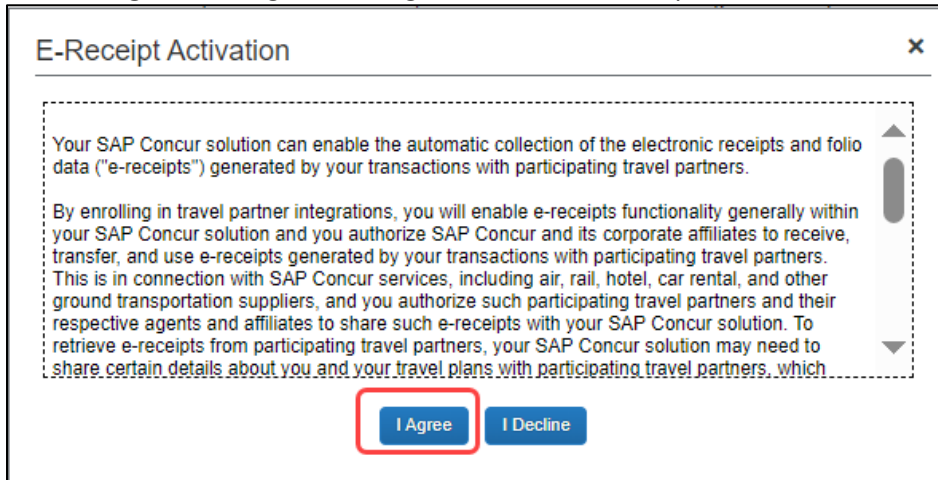 E-Receipt Activation ×
Your SAP Concur solution can enable the automatic collection of the electronic receipts and folio
data ("e-receipts") generated by your transactions with participating travel partners.
By enrolling in travel partner integrations, you will enable e-receipts functionality generally within
your SAP Concur solution and you authorize SAP Concur and its corporate affiliates to receive,
transfer, and use e-receipts generated by your transactions with participating travel partners.
This is in connection with SAP Concur services, including air, rail, hotel, car rental, and other
ground transportation suppliers, and you authorize such participating travel partners and their
respective agents and affiliates to share such e-receipts with your SAP Concur solution. To
retrieve e-receipts from participating travel partners, your SAP Concur solution may need to
share certain details about you and your travel plans with participating travel partners, which
I Agree I Decline